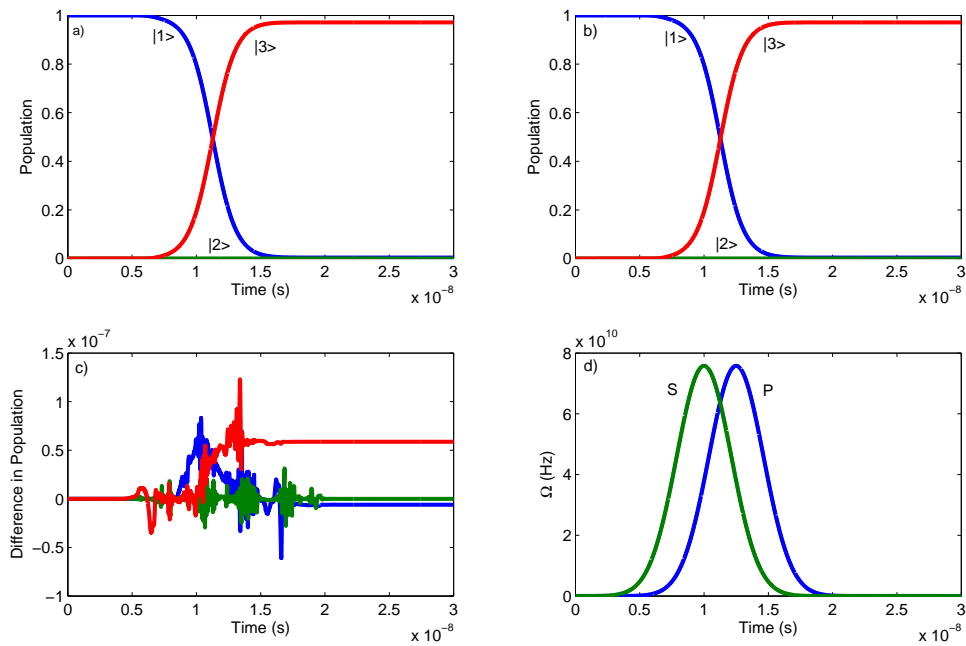 a)
|1>
|3>
|2>
Population
1
0.8
0.6
0.4
0.2
0
0
0.5
1
1.5
2
2.5
3
Time (s)
x 10⁻⁸
b)
|1>
|3>
|2>
Population
1
0.8
0.6
0.4
0.2
0
0
0.5
1
1.5
2
2.5
3
Time (s)
x 10⁻⁸
x 10⁻⁷
c)
Difference in Population
1.5
1
0.5
0
−0.5
−1
0
0.5
1
1.5
2
2.5
3
Time (s)
x 10⁻⁸
x 10¹⁰
d)
S
P
Ω (Hz)
8
6
4
2
0
0
0.5
1
1.5
2
2.5
3
Time (s)
x 10⁻⁸